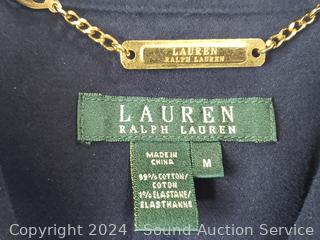 LAUREN
RALPH LAUREN
LAUREN
RALPH LAUREN
MADE IN
CHINA
M
99% COTTON/
COTON
1% ELASTANE/
ELASTHANNE
Copyright © 2024 - Sound Auction Service